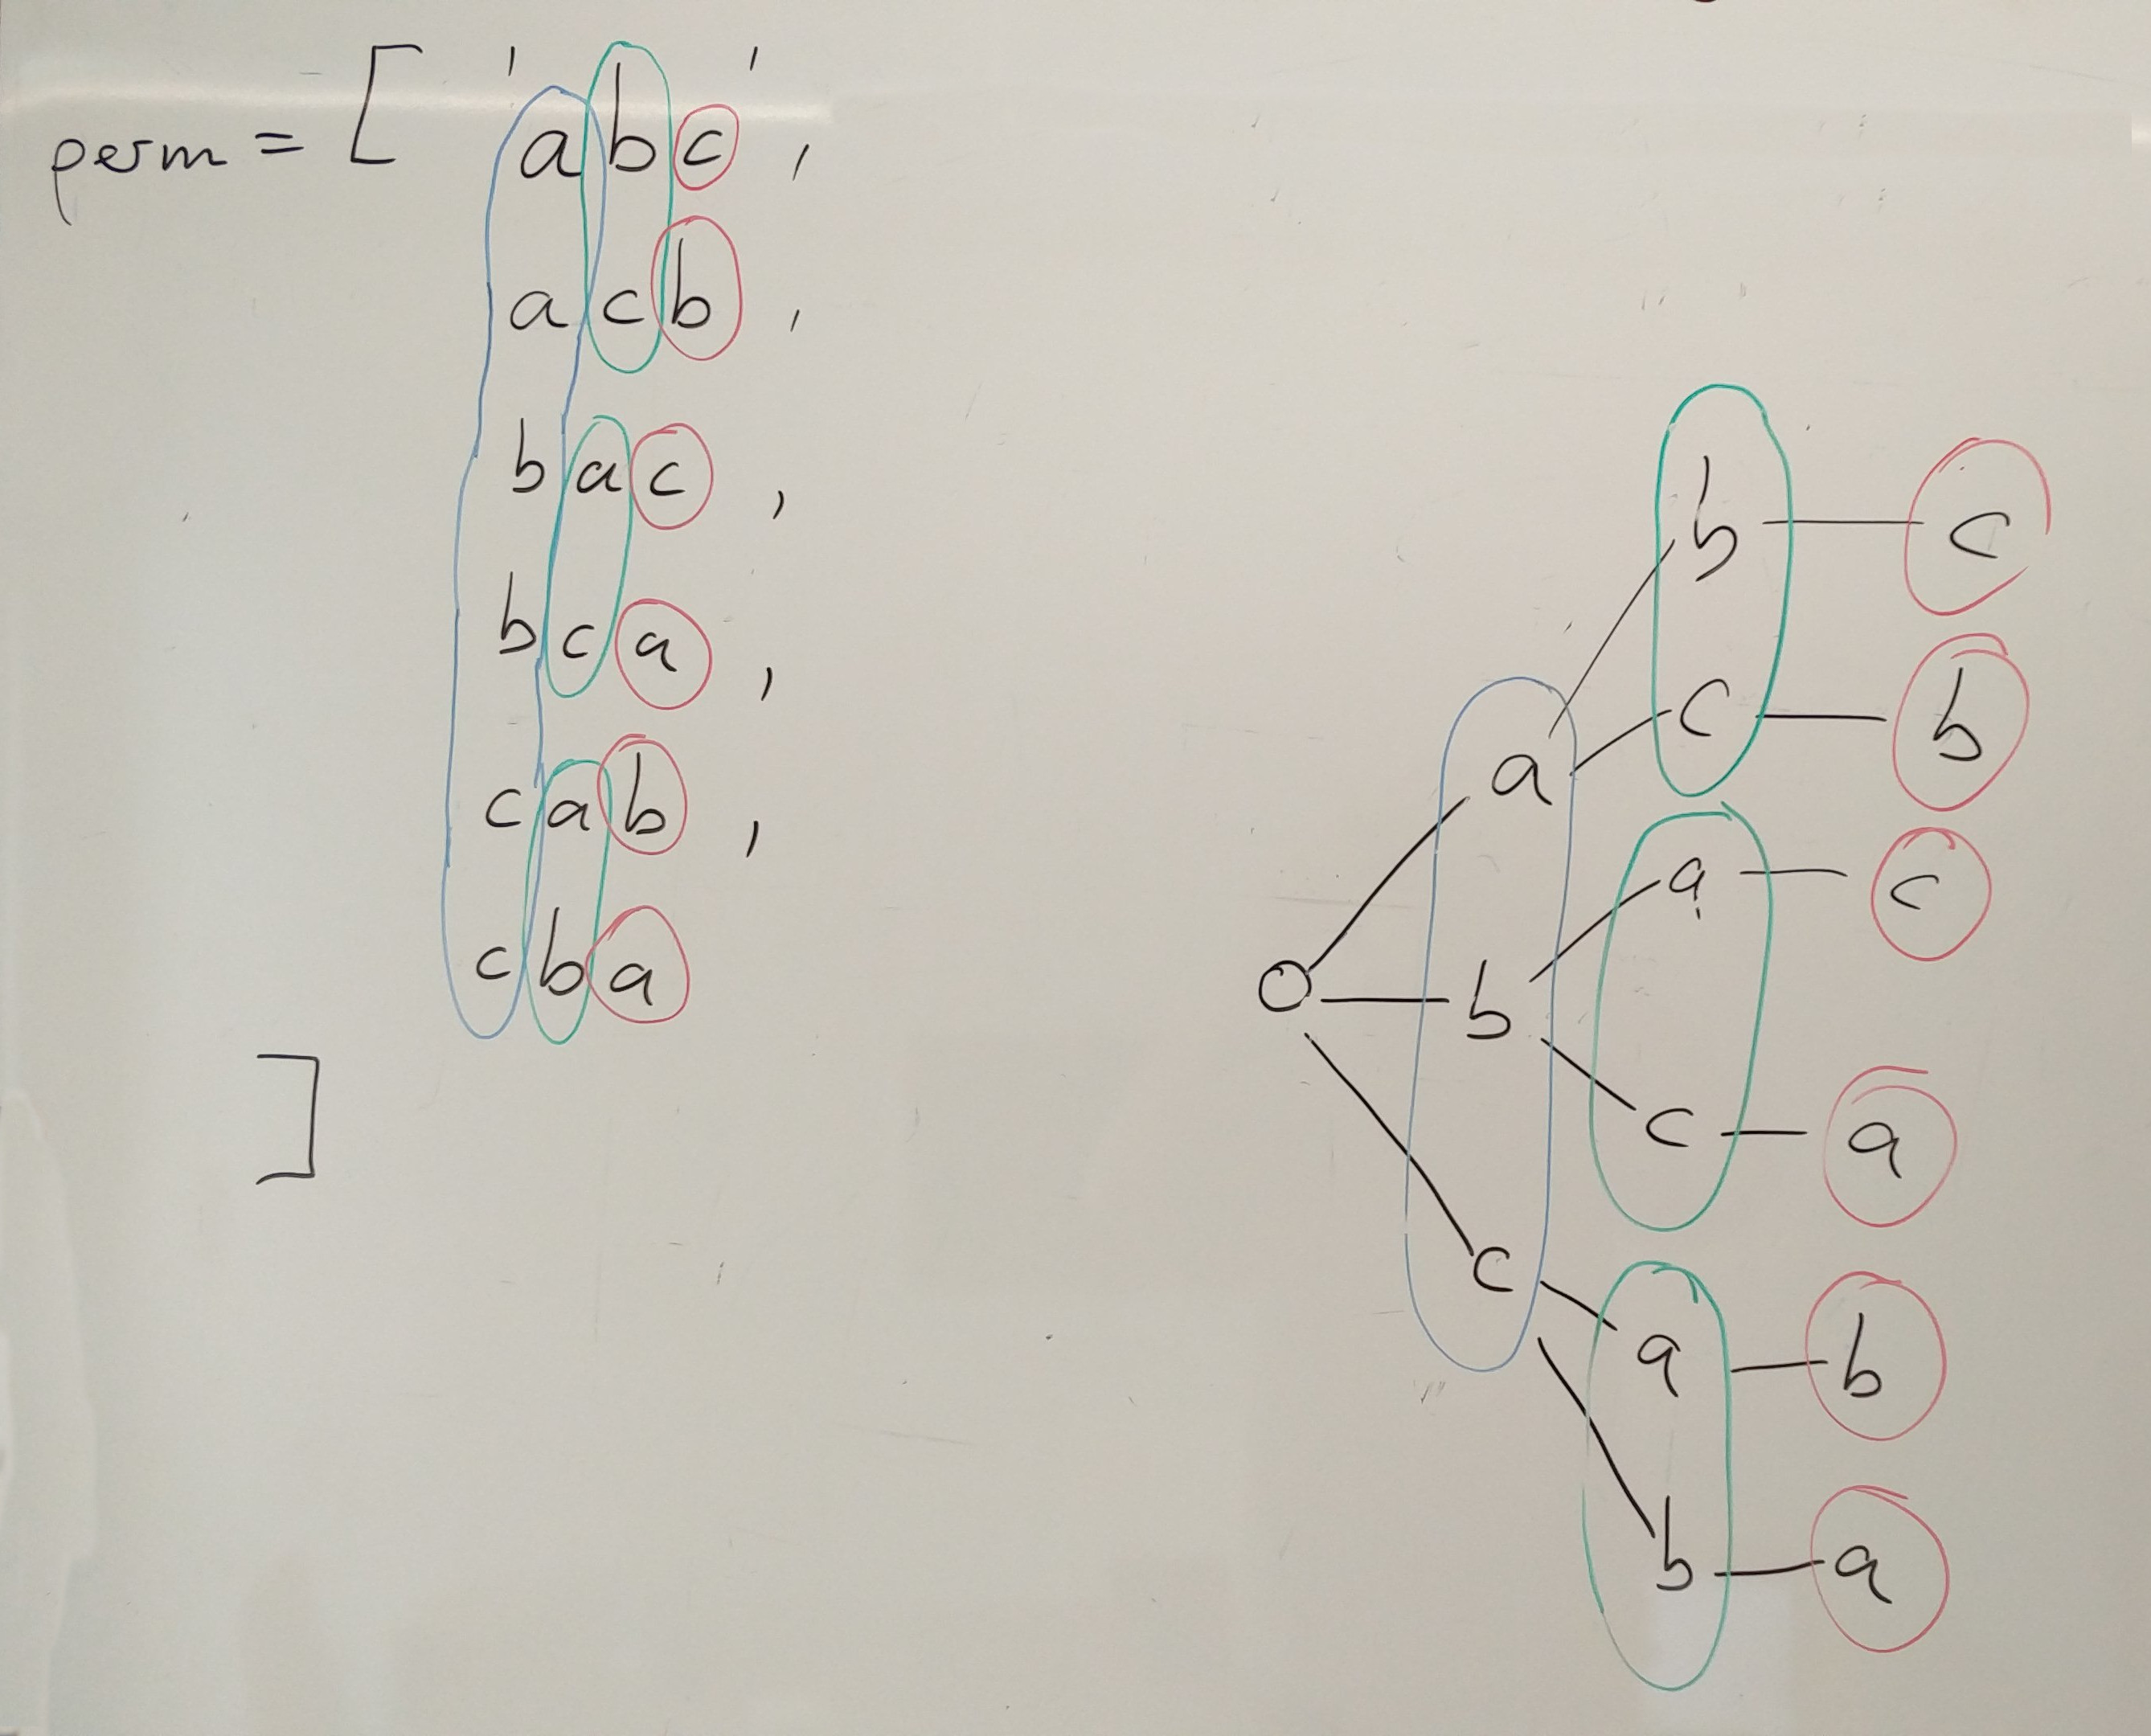 perm = [ 'abc',
acb,
bac,
bca,
cab,
cba
]
b c
c b
a
a c
O b
c a
c
a b
b a